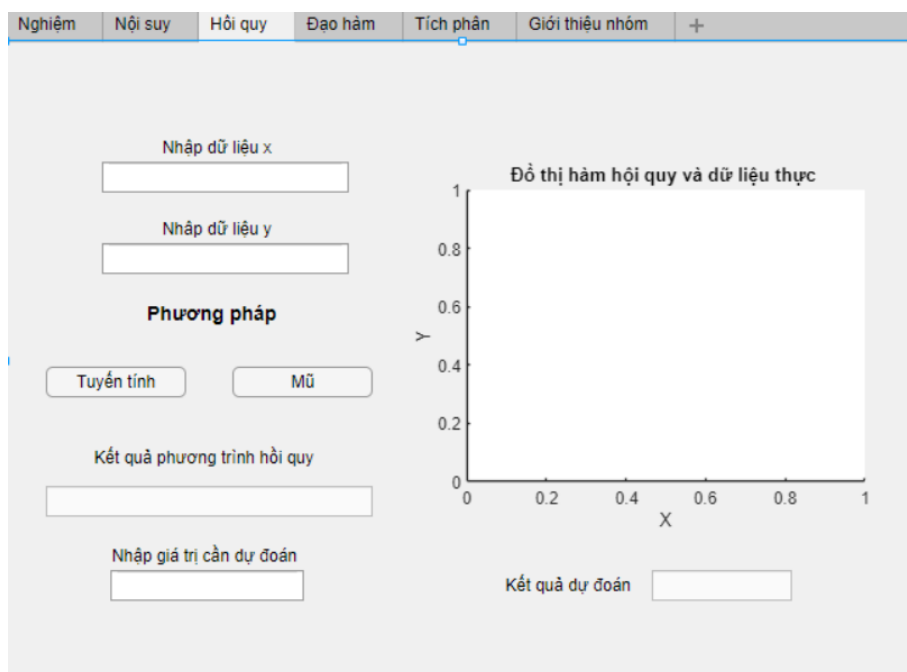 Nghiệm Nội suy Hồi quy Đạo hàm Tích phân Giới thiệu nhóm +
Nhập dữ liệu x
Nhâp dữ liệu y
Phương pháp
Tuyến tính Mũ
Kết quả phương trình hồi quy
Nhập giá trị cần dự đoán
Đồ thị hàm hội quy và dữ liệu thực
1
0.8
0.6
Y
0.4
0.2
0
0 0.2 0.4 0.6 0.8 1
X
Kết quả dự đoán